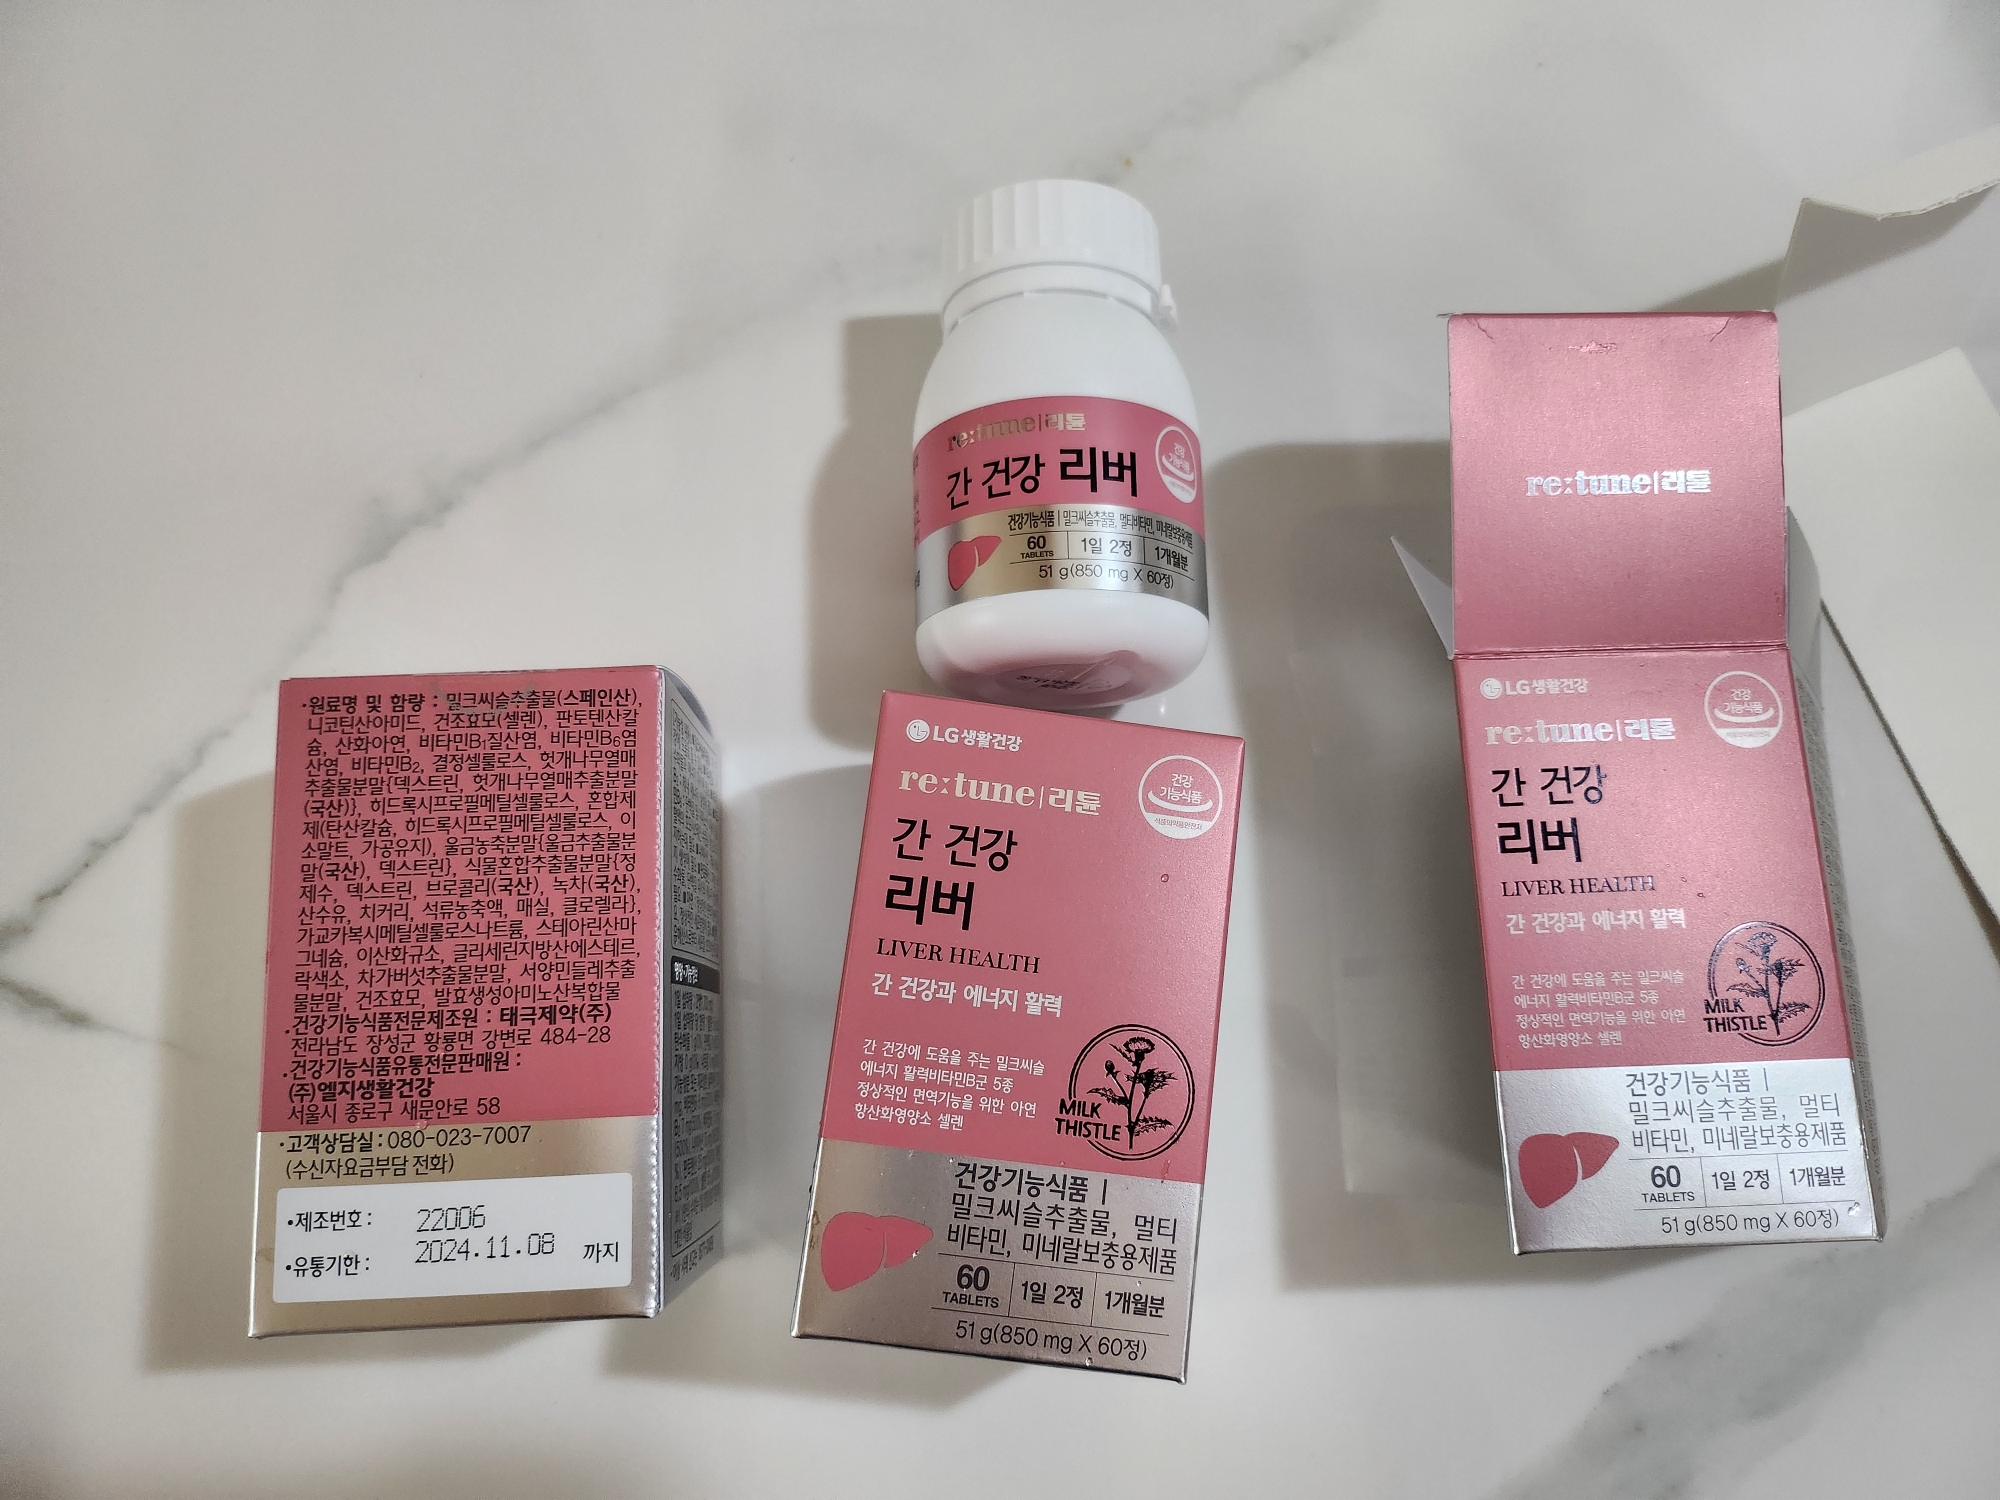 re:tune|리튠
간 건강 리버
건강
기능식품
건강기능식품 | 밀크씨슬추출물, 멀티비타민, 미네랄보충용제품
60
TABLETS
1일 2정
1개월분
51 g(850 mg X 60정)
·원료명 및 함량 : 밀크씨슬추출물(스페인산),
니코틴산아미드, 건조효모(셀렌), 판토텐산칼
슘, 산화아연, 비타민B₁질산염, 비타민B₆염
산염, 비타민B₂, 결정셀룰로스, 헛개나무열매
추출물분말{덱스트린, 헛개나무열매추출분말
(국산)}, 히드록시프로필메틸셀룰로스, 혼합제
제(탄산칼슘, 히드록시프로필메틸셀룰로스, 이
소말트, 가공유지), 울금농축분말{울금추출물분
말(국산), 덱스트린}, 식물혼합추출물분말{정
제수, 덱스트린, 브로콜리(국산), 녹차(국산),
산수유, 치커리, 석류농축액, 매실, 클로렐라},
가교카복시메틸셀룰로스나트륨, 스테아린산마
그네슘, 이산화규소, 글리세린지방산에스테르,
락색소, 차가버섯추출물분말, 서양민들레추출
물분말, 건조효모, 발효생성아미노산복합물
·건강기능식품전문제조원 : 태극제약(주)
전라남도 장성군 황룡면 강변로 484-28
·건강기능식품유통전문판매원 :
(주)엘지생활건강
서울시 종로구 새문안로 58
·고객상담실 : 080-023-7007
(수신자요금부담 전화)
·제조번호 : 22006
·유통기한 : 2024.11.08 까지
LG생활건강
re:tune|리튠
건강
기능식품
식품의약품안전처
간 건강
리버
LIVER HEALTH
간 건강과 에너지 활력
간 건강에 도움을 주는 밀크씨슬
에너지 활력비타민B군 5종
정상적인 면역기능을 위한 아연
항산화영양소 셀렌
MILK
THISTLE
건강기능식품 |
밀크씨슬추출물, 멀티
비타민, 미네랄보충용제품
60
TABLETS
1일 2정
1개월분
51 g(850 mg X 60정)
re:tune|리튠
LG생활건강
re:tune|리튠
건강
기능식품
간 건강
리버
LIVER HEALTH
간 건강과 에너지 활력
간 건강에 도움을 주는 밀크씨슬
에너지 활력비타민B군 5종
정상적인 면역기능을 위한 아연
항산화영양소 셀렌
MILK
THISTLE
건강기능식품 |
밀크씨슬추출물, 멀티
비타민, 미네랄보충용제품
60
TABLETS
1일 2정
1개월분
51 g(850 mg X 60정)